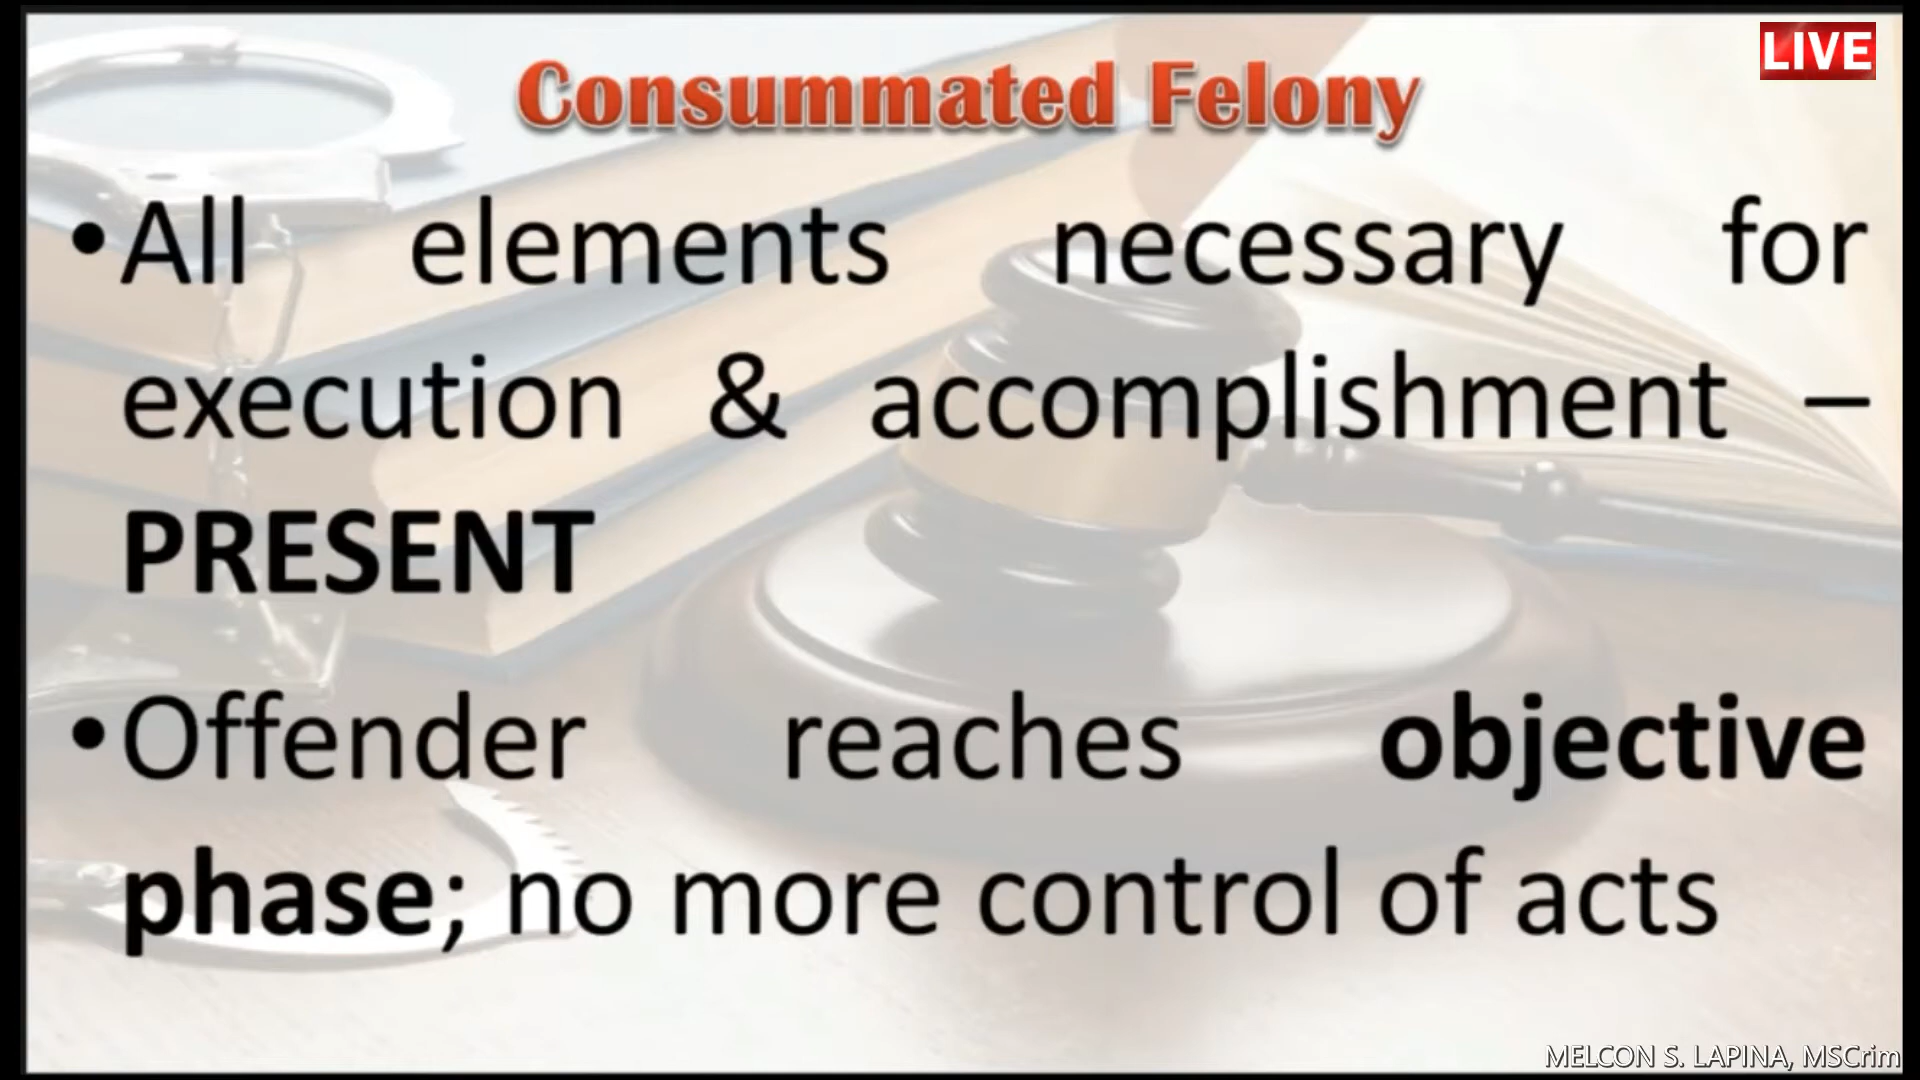 LIVE
Consummated Felony
•All elements necessary for
execution & accomplishment –
PRESENT
•Offender reaches objective
phase; no more control of acts
MELCON S. LAPINA, MSCrim